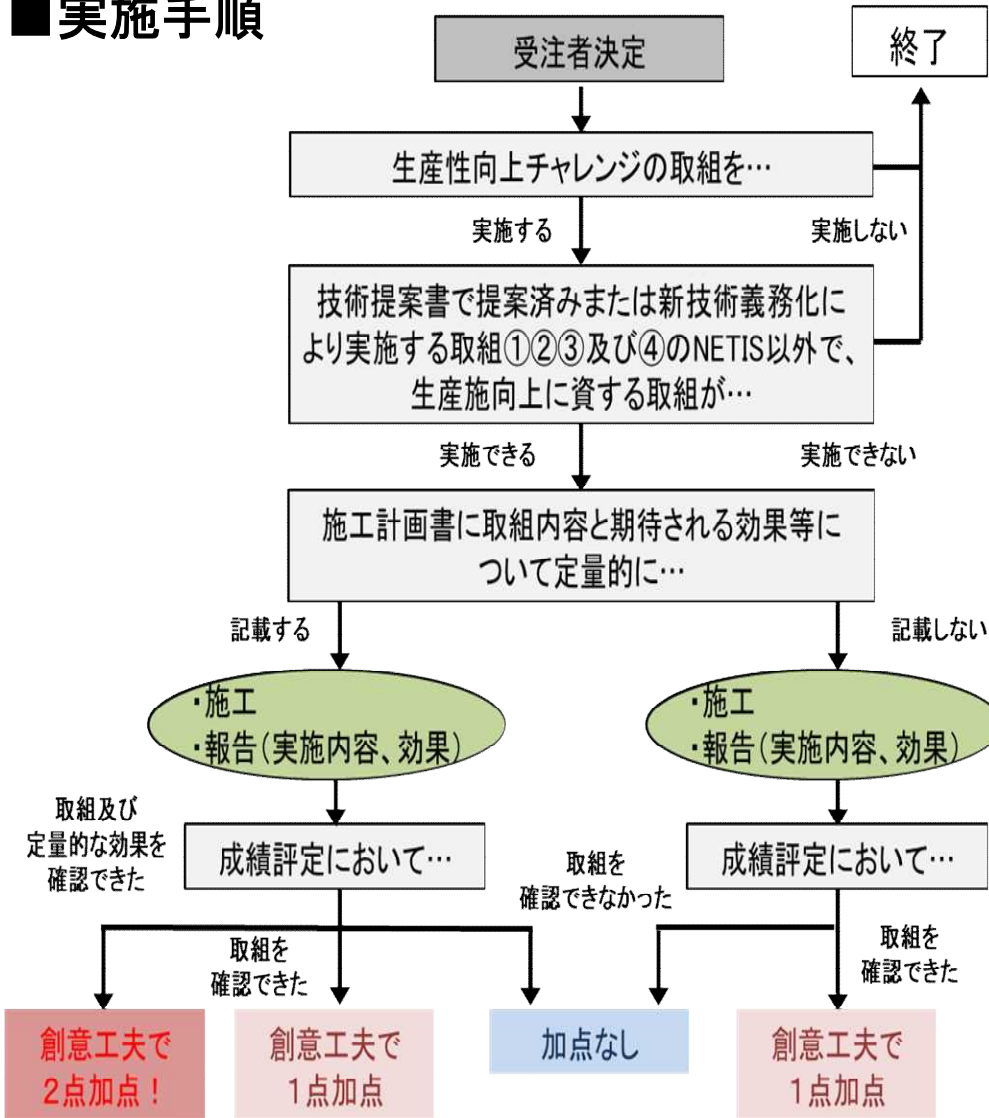 ■実施手順
受注者決定
終了
生産性向上チャレンジの取組を…
実施する
実施しない
技術提案書で提案済みまたは新技術義務化に
より実施する取組①②③及び④のNETIS以外で、
生産施向上に資する取組が…
実施できる
実施できない
施工計画書に取組内容と期待される効果等に
ついて定量的に…
記載する
記載しない
・施工
・報告(実施内容、効果)
・施工
・報告(実施内容、効果)
取組及び
定量的な効果を
確認できた
成績評定において…
取組を
確認できなかった
成績評定において…
取組を
確認できた
取組を
確認できた
創意工夫で
2点加点！
創意工夫で
1点加点
加点なし
創意工夫で
1点加点